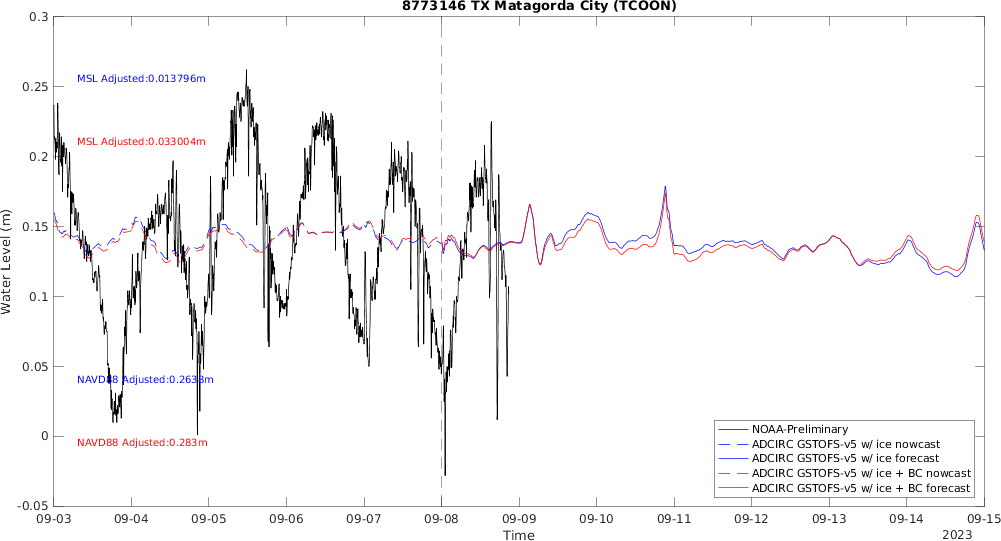 8773146 TX Matagorda City (TCOON)
0.3
0.25
0.2
0.15
0.1
0.05
0
-0.05
Water Level (m)
MSL Adjusted:0.013796m
MSL Adjusted:0.033004m
NAVD88 Adjusted:0.2638m
NAVD88 Adjusted:0.283m
NOAA-Preliminary
ADCIRC GSTOFS-v5 w/ ice nowcast
ADCIRC GSTOFS-v5 w/ ice forecast
ADCIRC GSTOFS-v5 w/ ice + BC nowcast
ADCIRC GSTOFS-v5 w/ ice + BC forecast
09-03 09-04 09-05 09-06 09-07 09-08 09-09 09-10 09-11 09-12 09-13 09-14 09-15
Time
2023